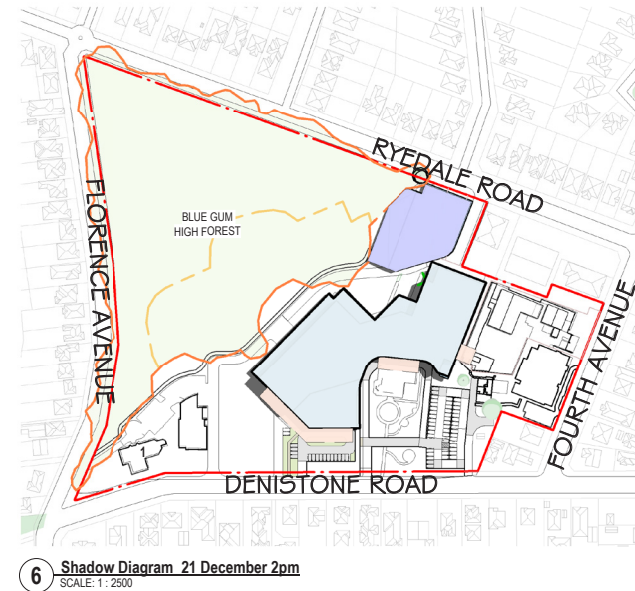 RYEDALE ROAD
BLUE GUM
HIGH FOREST
FLORENCE AVENUE
FOURTH AVENUE
DENISTONE ROAD
6 Shadow Diagram 21 December 2pm
SCALE: 1 : 2500